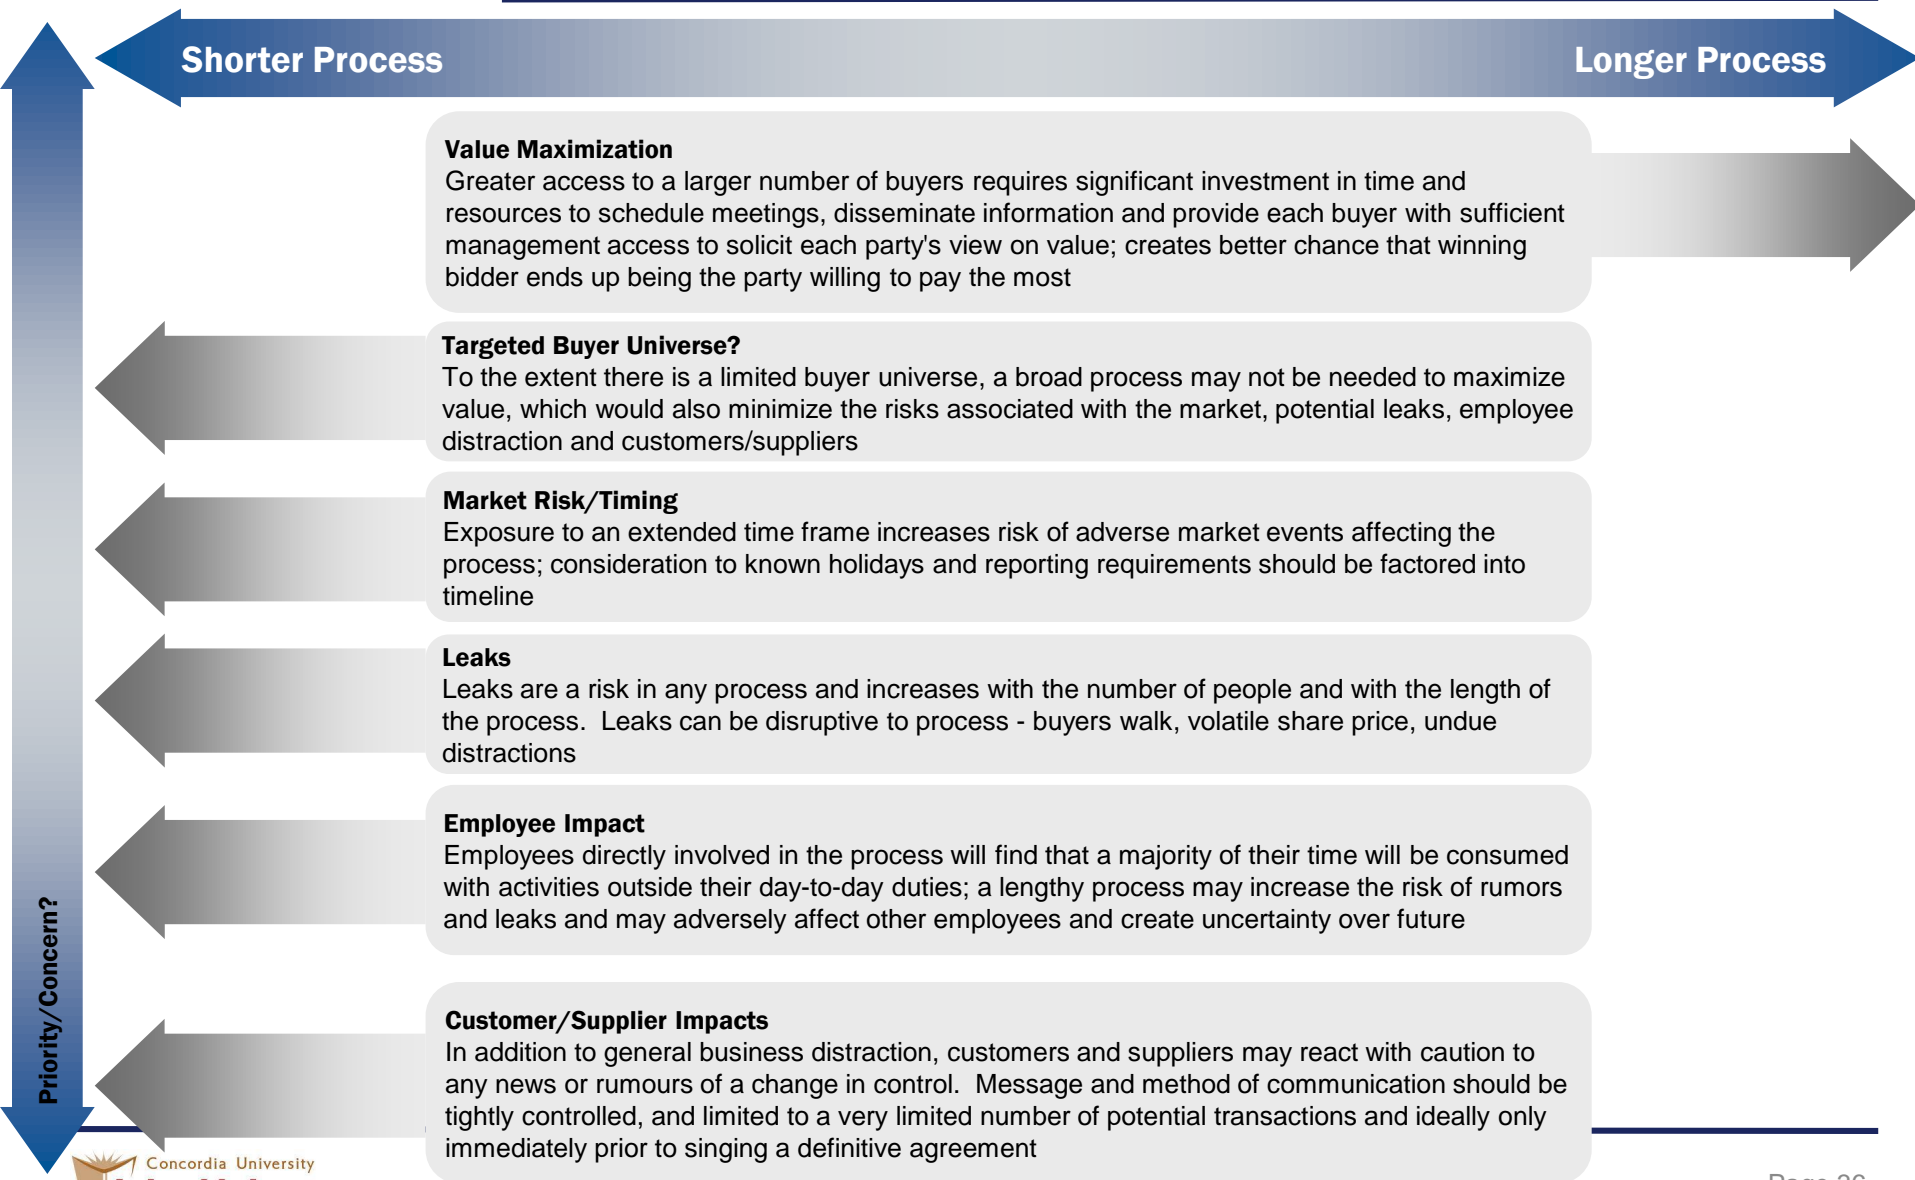 Shorter Process
Longer Process
Value Maximization
Greater access to a larger number of buyers requires significant investment in time and
resources to schedule meetings, disseminate information and provide each buyer with sufficient
management access to solicit each party's view on value; creates better chance that winning
bidder ends up being the party willing to pay the most
Targeted Buyer Universe?
To the extent there is a limited buyer universe, a broad process may not be needed to maximize
value, which would also minimize the risks associated with the market, potential leaks, employee
distraction and customers/suppliers
Market Risk/Timing
Exposure to an extended time frame increases risk of adverse market events affecting the
process; consideration to known holidays and reporting requirements should be factored into
timeline
Leaks
Leaks are a risk in any process and increases with the number of people and with the length of
the process.  Leaks can be disruptive to process - buyers walk, volatile share price, undue
distractions
Employee Impact
Employees directly involved in the process will find that a majority of their time will be consumed
with activities outside their day-to-day duties; a lengthy process may increase the risk of rumors
and leaks and may adversely affect other employees and create uncertainty over future
Priority/Concern?
Customer/Supplier Impacts
In addition to general business distraction, customers and suppliers may react with caution to
any news or rumours of a change in control.  Message and method of communication should be
tightly controlled, and limited to a very limited number of potential transactions and ideally only
immediately prior to singing a definitive agreement
Concordia University